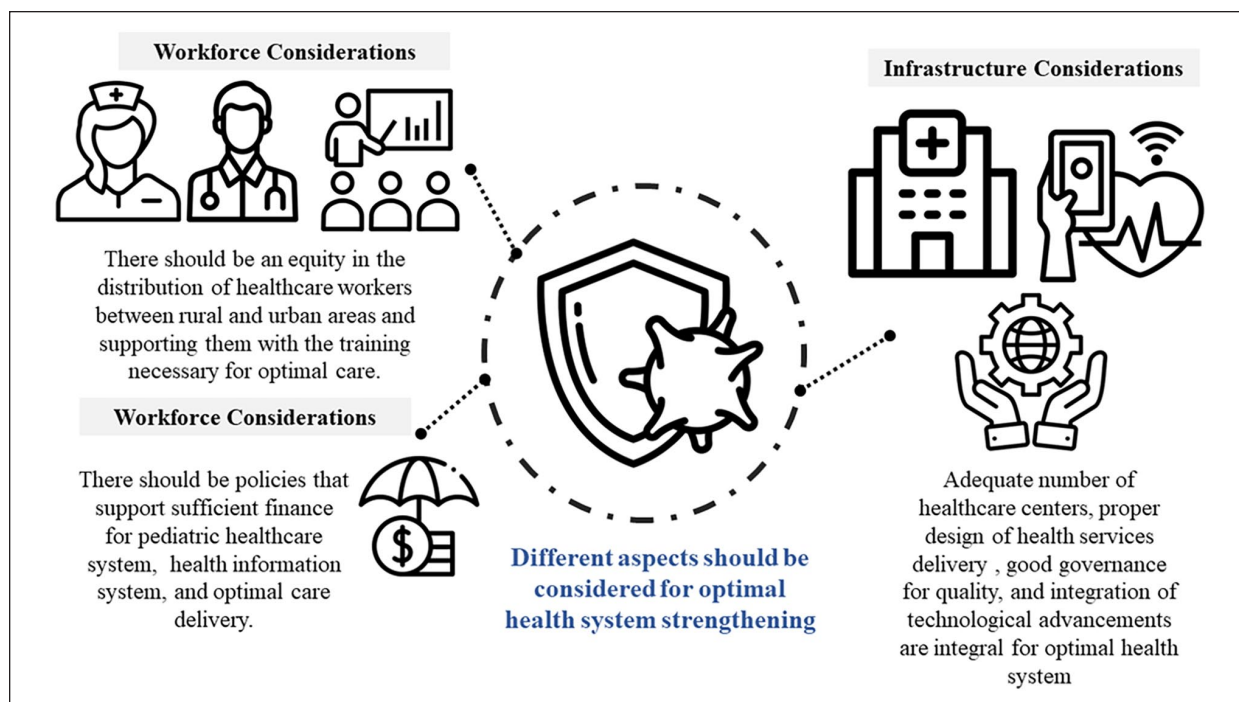 Workforce Considerations
There should be an equity in the
distribution of healthcare workers
between rural and urban areas and
supporting them with the training
necessary for optimal care.
Workforce Considerations
There should be policies that
support sufficient finance
for pediatric healthcare
system, health information
system, and optimal care
delivery.
$
Different aspects should be
considered for optimal
health system strengthening
Infrastructure Considerations
Adequate number of
healthcare centers, proper
design of health services
delivery , good governance
for quality, and integration of
technological advancements
are integral for optimal health
system